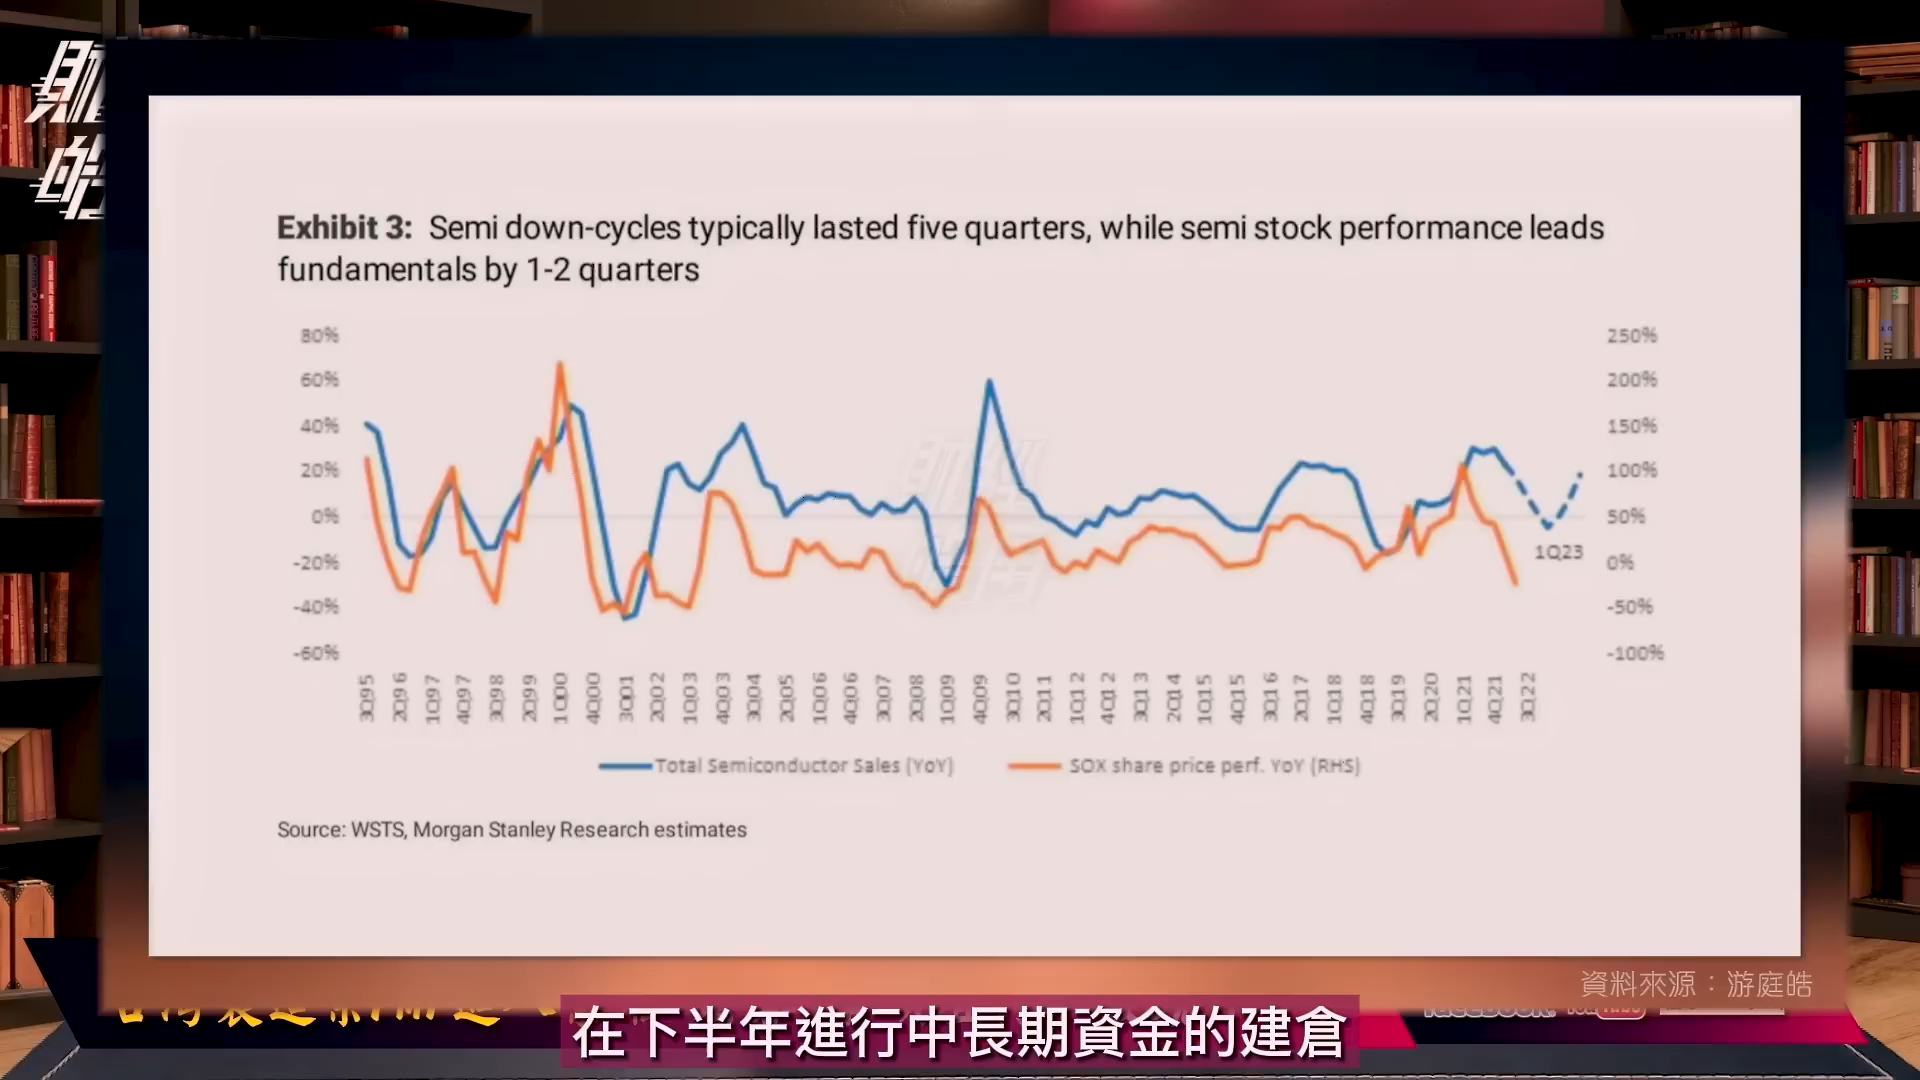 Exhibit 3: Semi down-cycles typically lasted five quarters, while semi stock performance leads
fundamentals by 1-2 quarters
80%
60%
40%
20%
0%
-20%
-40%
-60%
250%
200%
150%
100%
50%
0%
-50%
-100%
1Q23
3Q95 2Q96 1Q97 4Q97 3Q98 2Q99 1Q00 4Q00 3Q01 2Q02 1Q03 4Q03 3Q04 2Q05 1Q06 4Q06 3Q07 2Q08 1Q09 4Q09 3Q10 2Q11 1Q12 4Q12 3Q13 2Q14 1Q15 4Q15 3Q16 2Q17 1Q18 4Q18 3Q19 2Q20 1Q21 4Q21 3Q22
Total Semiconductor Sales (YoY) SOX share price perf. YoY (RHS)
Source: WSTS, Morgan Stanley Research estimates
資料來源：游庭皓
在下半年進行中長期資金的建倉